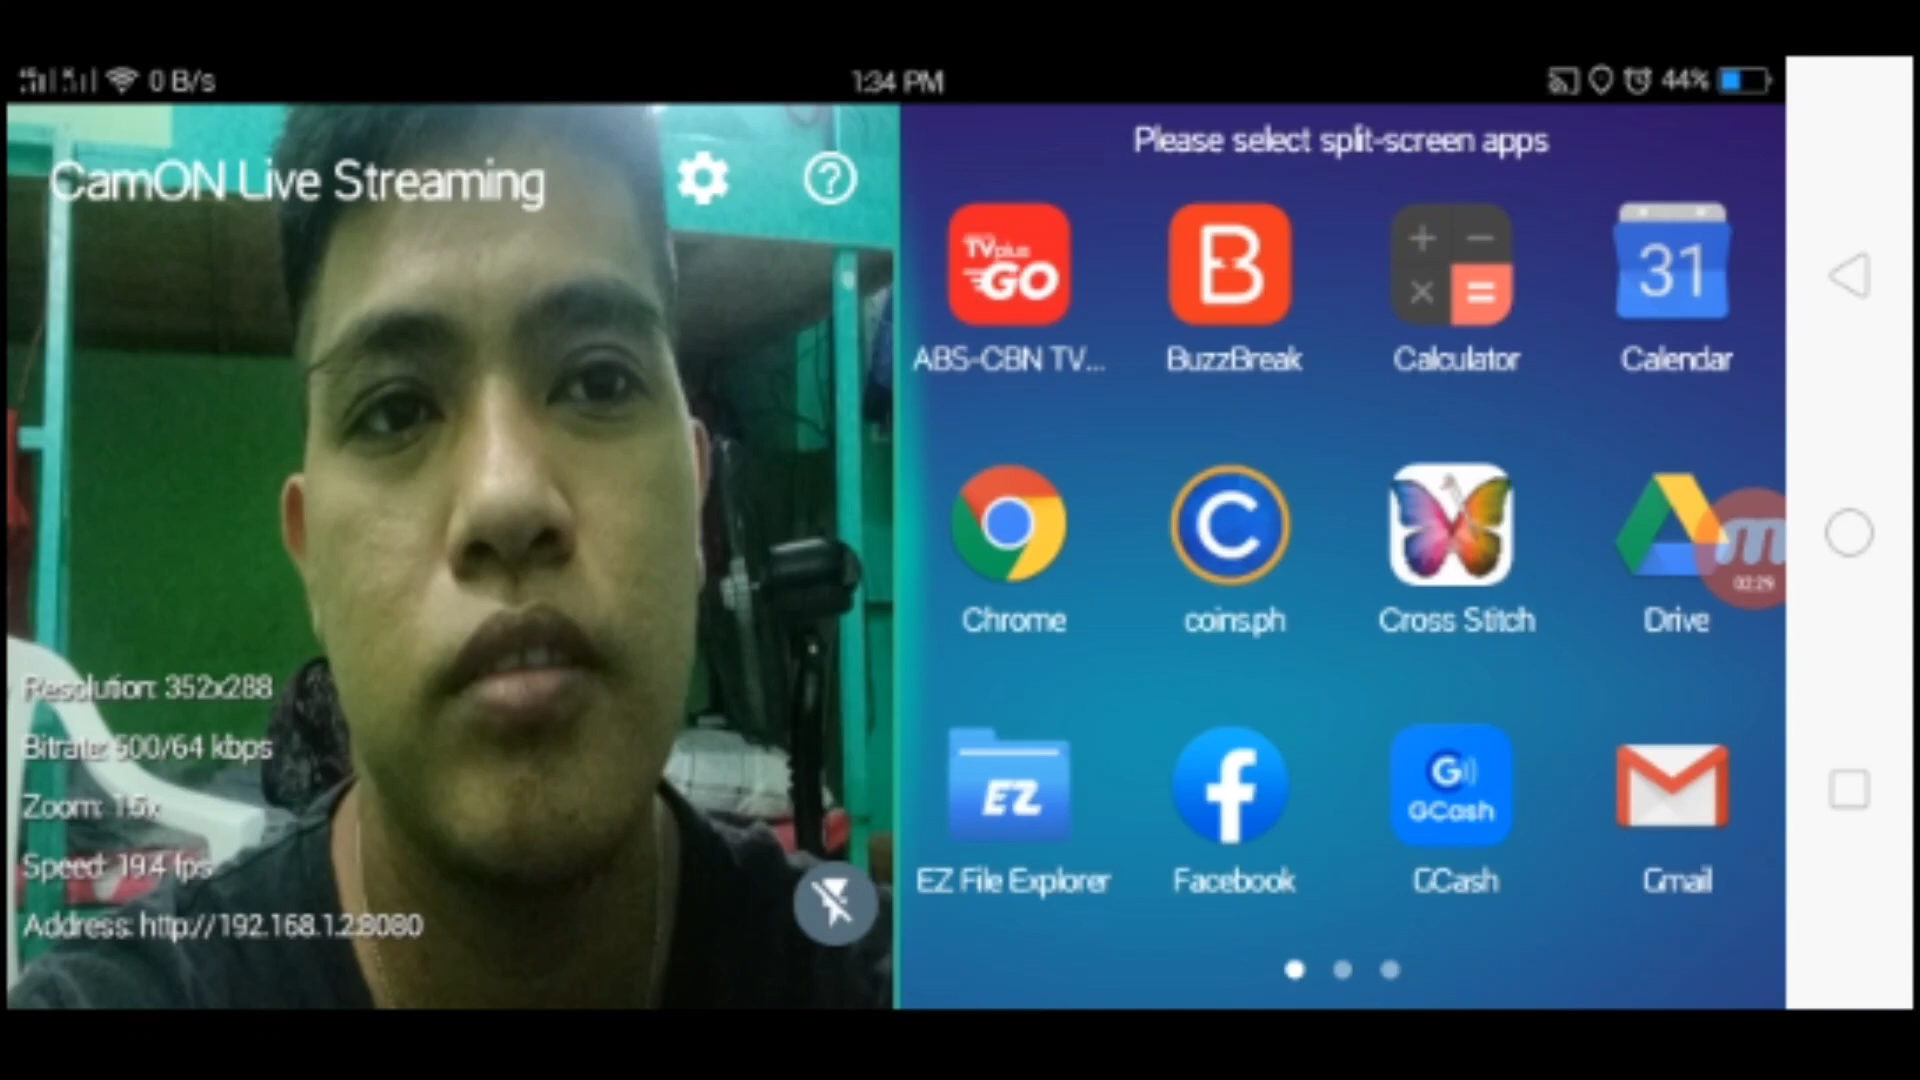 0 B/s
1:34 PM
44%
CamON Live Streaming
?
Resolution: 352x288
Bitrate: 500/64 kbps
Zoom: 1.5x
Speed: 19.4 fps
Address: http://192.168.1.2:8080
Please select split-screen apps
TVplus
GO
B
31
ABS-CBN TV...
BuzzBreak
Calculator
Calendar
C
m
02:29
Chrome
coins.ph
Cross Stitch
Drive
EZ
f
G
GCash
M
EZ File Explorer
Facebook
GCash
Gmail